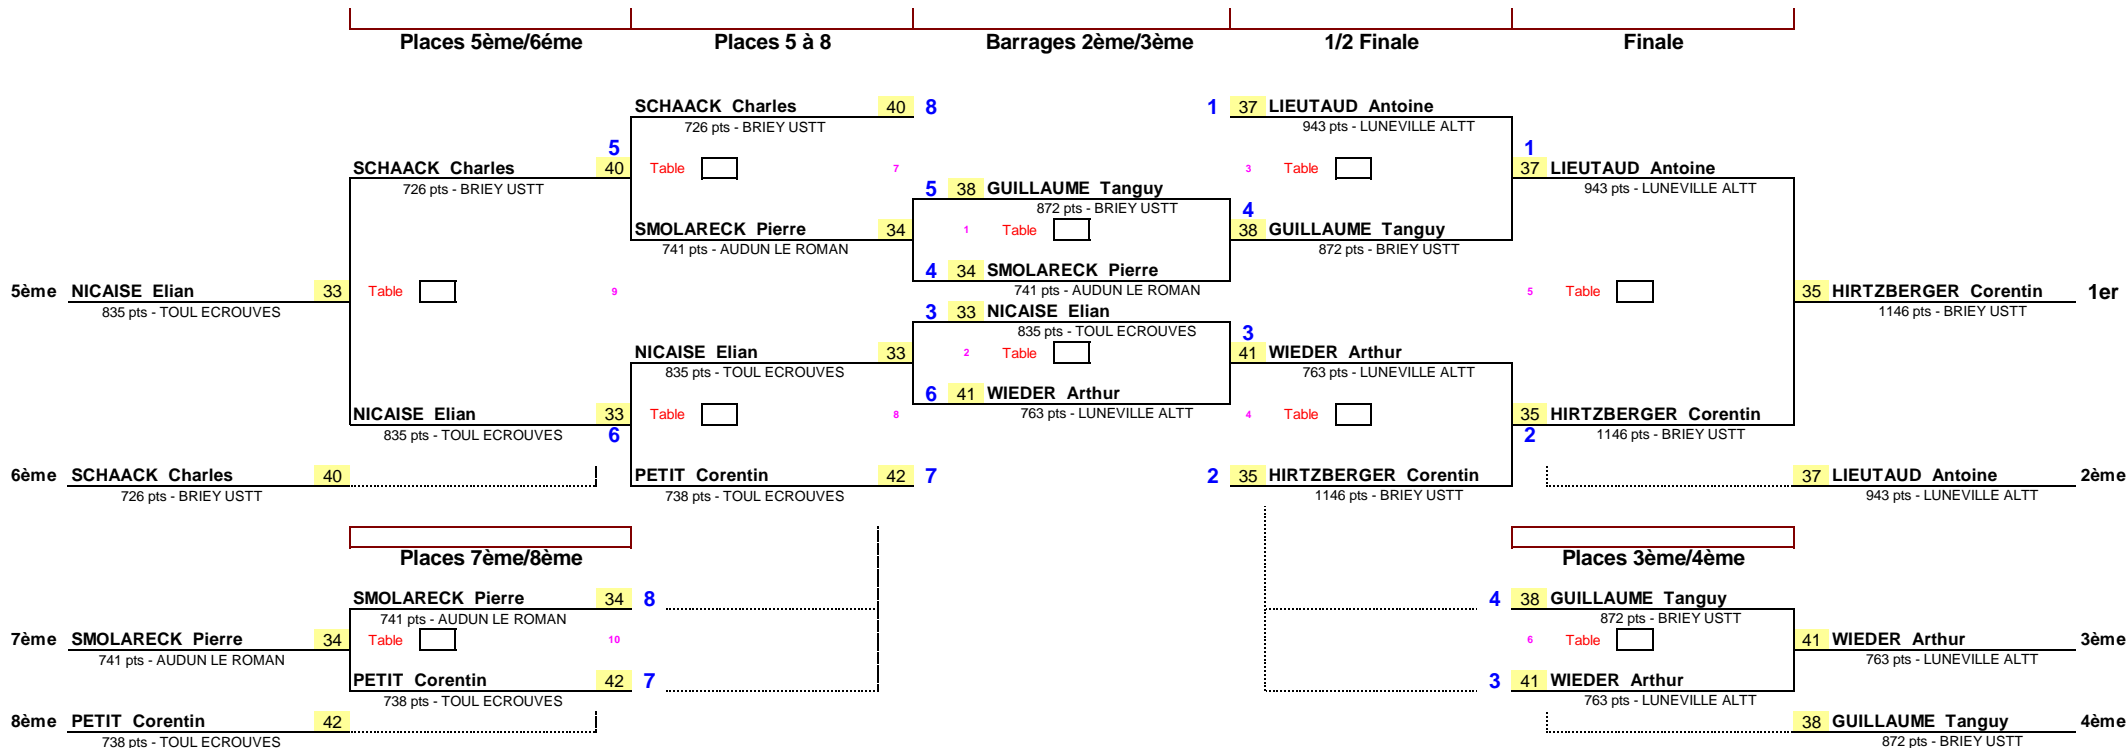 Places 5ème/6éme Places 5 à 8 Barrages 2ème/3ème 1/2 Finale Finale
SCHAACK Charles 40 8 1 37 LIEUTAUD Antoine
726 pts - BRIEY USTT 943 pts - LUNEVILLE ALTT
5 1
SCHAACK Charles 40 Table 7 3 Table 37 LIEUTAUD Antoine
726 pts - BRIEY USTT 5 38 GUILLAUME Tanguy 943 pts - LUNEVILLE ALTT
872 pts - BRIEY USTT 4
SMOLARECK Pierre 34 1 Table 38 GUILLAUME Tanguy
741 pts - AUDUN LE ROMAN 872 pts - BRIEY USTT
4 34 SMOLARECK Pierre
5ème NICAISE Elian 33 Table 9 741 pts - AUDUN LE ROMAN 5 Table 35 HIRTZBERGER Corentin 1er
835 pts - TOUL ECROUVES 3 33 NICAISE Elian 1146 pts - BRIEY USTT
835 pts - TOUL ECROUVES 3
NICAISE Elian 33 2 Table 41 WIEDER Arthur
835 pts - TOUL ECROUVES 763 pts - LUNEVILLE ALTT
6 41 WIEDER Arthur
NICAISE Elian 33 Table 8 763 pts - LUNEVILLE ALTT 4 Table 35 HIRTZBERGER Corentin
835 pts - TOUL ECROUVES 6 2 1146 pts - BRIEY USTT
6ème SCHAACK Charles 40 PETIT Corentin 42 7 2 35 HIRTZBERGER Corentin 37 LIEUTAUD Antoine 2ème
726 pts - BRIEY USTT 738 pts - TOUL ECROUVES 1146 pts - BRIEY USTT 943 pts - LUNEVILLE ALTT
Places 7ème/8ème Places 3ème/4ème
SMOLARECK Pierre 34 8 4 38 GUILLAUME Tanguy
741 pts - AUDUN LE ROMAN 872 pts - BRIEY USTT
7ème SMOLARECK Pierre 34 Table 10 6 Table 41 WIEDER Arthur 3ème
741 pts - AUDUN LE ROMAN 763 pts - LUNEVILLE ALTT
PETIT Corentin 42 7 3 41 WIEDER Arthur
738 pts - TOUL ECROUVES 763 pts - LUNEVILLE ALTT
8ème PETIT Corentin 42 38 GUILLAUME Tanguy 4ème
738 pts - TOUL ECROUVES 872 pts - BRIEY USTT